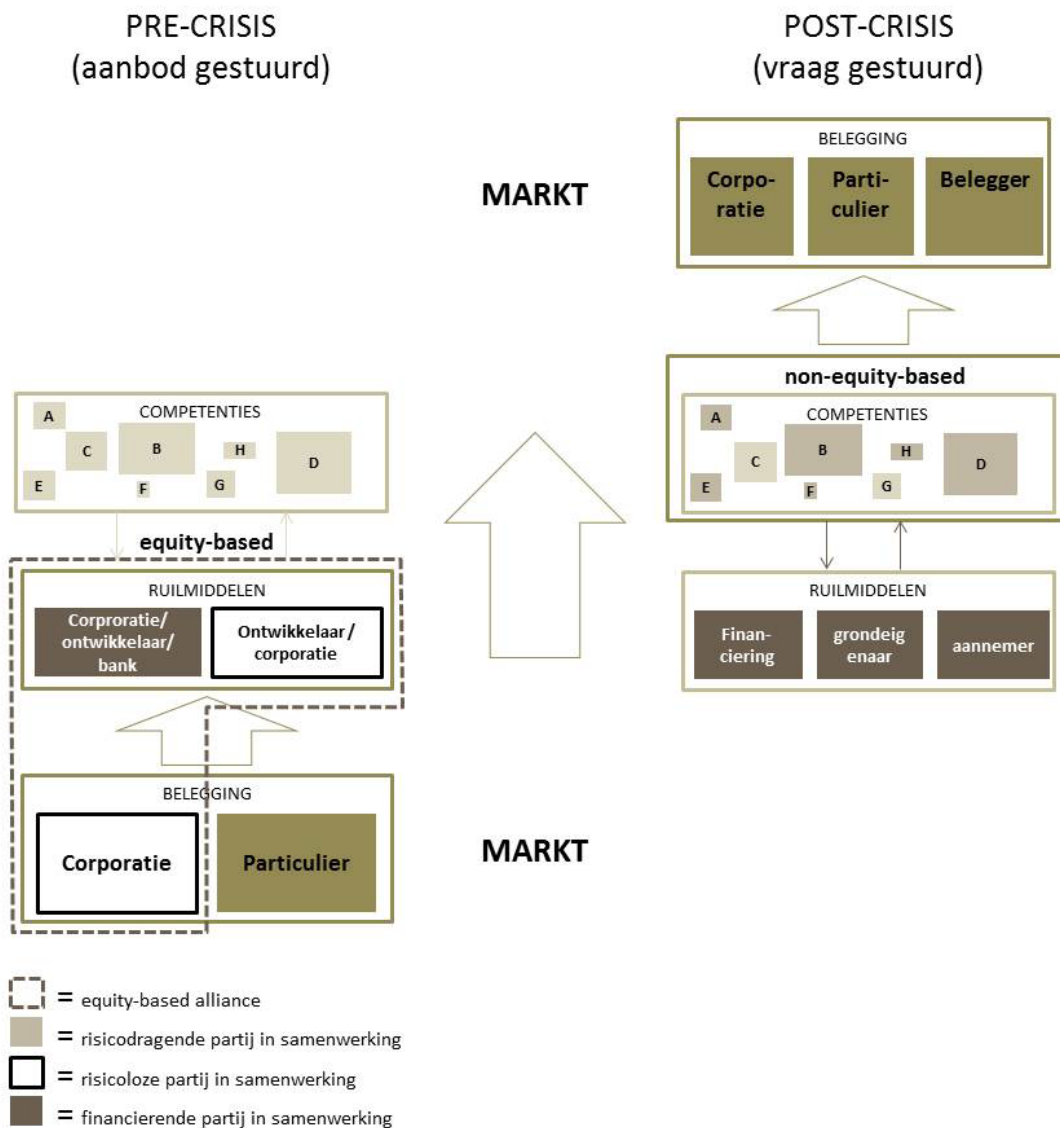 PRE-CRISIS
(aanbod gestuurd)
POST-CRISIS
(vraag gestuurd)
MARKT
BELEGGING
Corpo-
ratie
Parti-
culier
Belegger
COMPETENTIES
A
C
B
H
D
E
F
G
equity-based
RUILMIDDELEN
Corproratie/
ontwikkelaar/
bank
Ontwikkelaar/
corporatie
BELEGGING
Corporatie
Particulier
non-equity-based
COMPETENTIES
A
C
B
H
D
E
F
G
RUILMIDDELEN
Finan-
ciering
grondeig
enaar
aannemer
MARKT
= equity-based alliance
= risicodragende partij in samenwerking
= risicoloze partij in samenwerking
= financierende partij in samenwerking